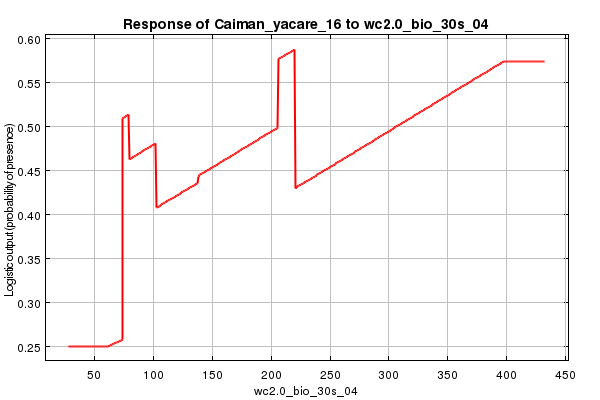 Response of Caiman_yacare_16 to wc2.0_bio_30s_04
0.60
0.55
0.50
0.45
0.40
0.35
0.30
0.25
Logistic output (probability of presence)
50 100 150 200 250 300 350 400 450
wc2.0_bio_30s_04